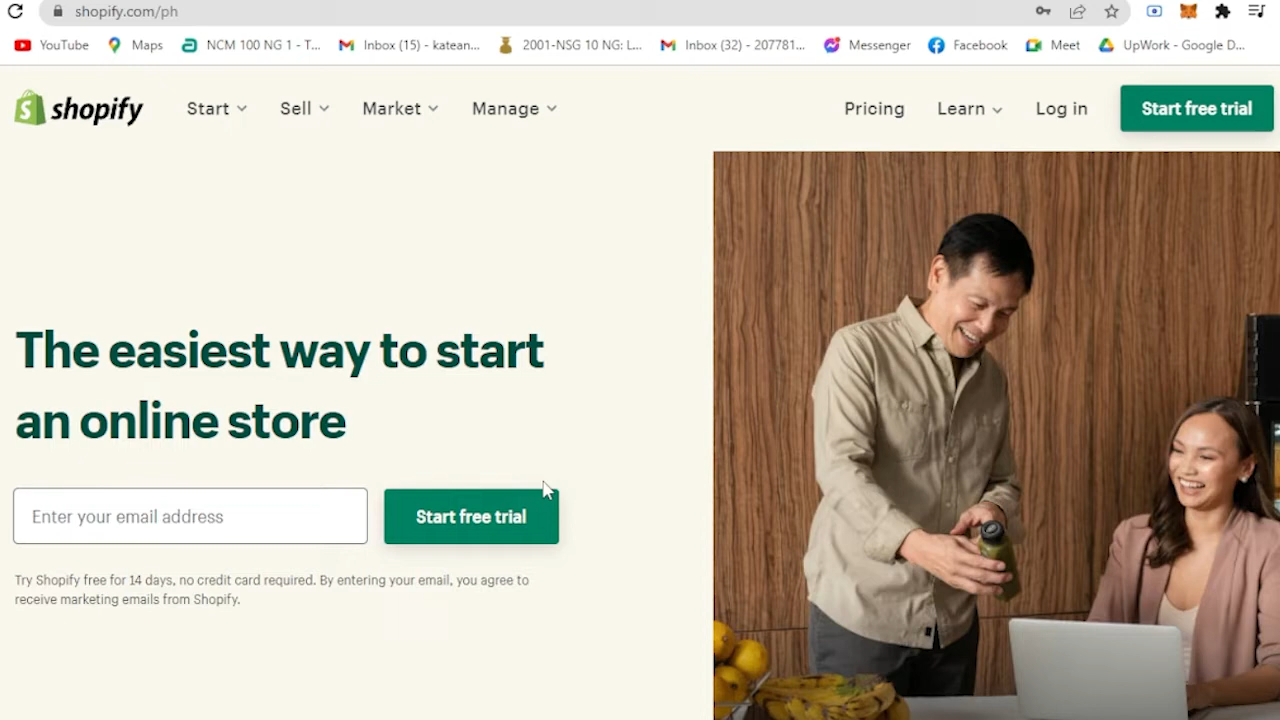 shopify.com/ph
YouTube Maps NCM 100 NG 1 - T... Inbox (15) - katean... 2001-NSG 10 NG: L... Inbox (32) - 207781... Messenger Facebook Meet UpWork - Google D...
shopify Start Sell Market Manage Pricing Learn Log in Start free trial
The easiest way to start
an online store
Enter your email address Start free trial
Try Shopify free for 14 days, no credit card required. By entering your email, you agree to
receive marketing emails from Shopify.